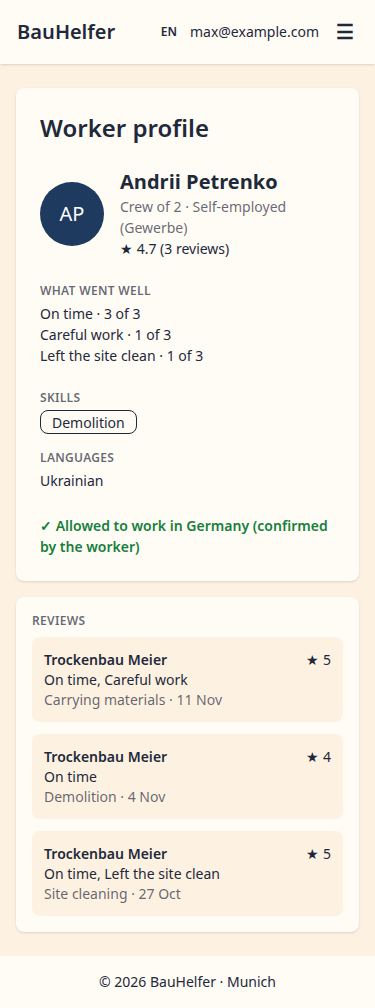 BauHelfer EN max@example.com ☰
Worker profile
AP
Andrii Petrenko
Crew of 2 · Self-employed
(Gewerbe)
★ 4.7 (3 reviews)
WHAT WENT WELL
On time · 3 of 3
Careful work · 1 of 3
Left the site clean · 1 of 3
SKILLS
Demolition
LANGUAGES
Ukrainian
✓ Allowed to work in Germany (confirmed
by the worker)
REVIEWS
Trockenbau Meier ★ 5
On time, Careful work
Carrying materials · 11 Nov
Trockenbau Meier ★ 4
On time
Demolition · 4 Nov
Trockenbau Meier ★ 5
On time, Left the site clean
Site cleaning · 27 Oct
© 2026 BauHelfer · Munich